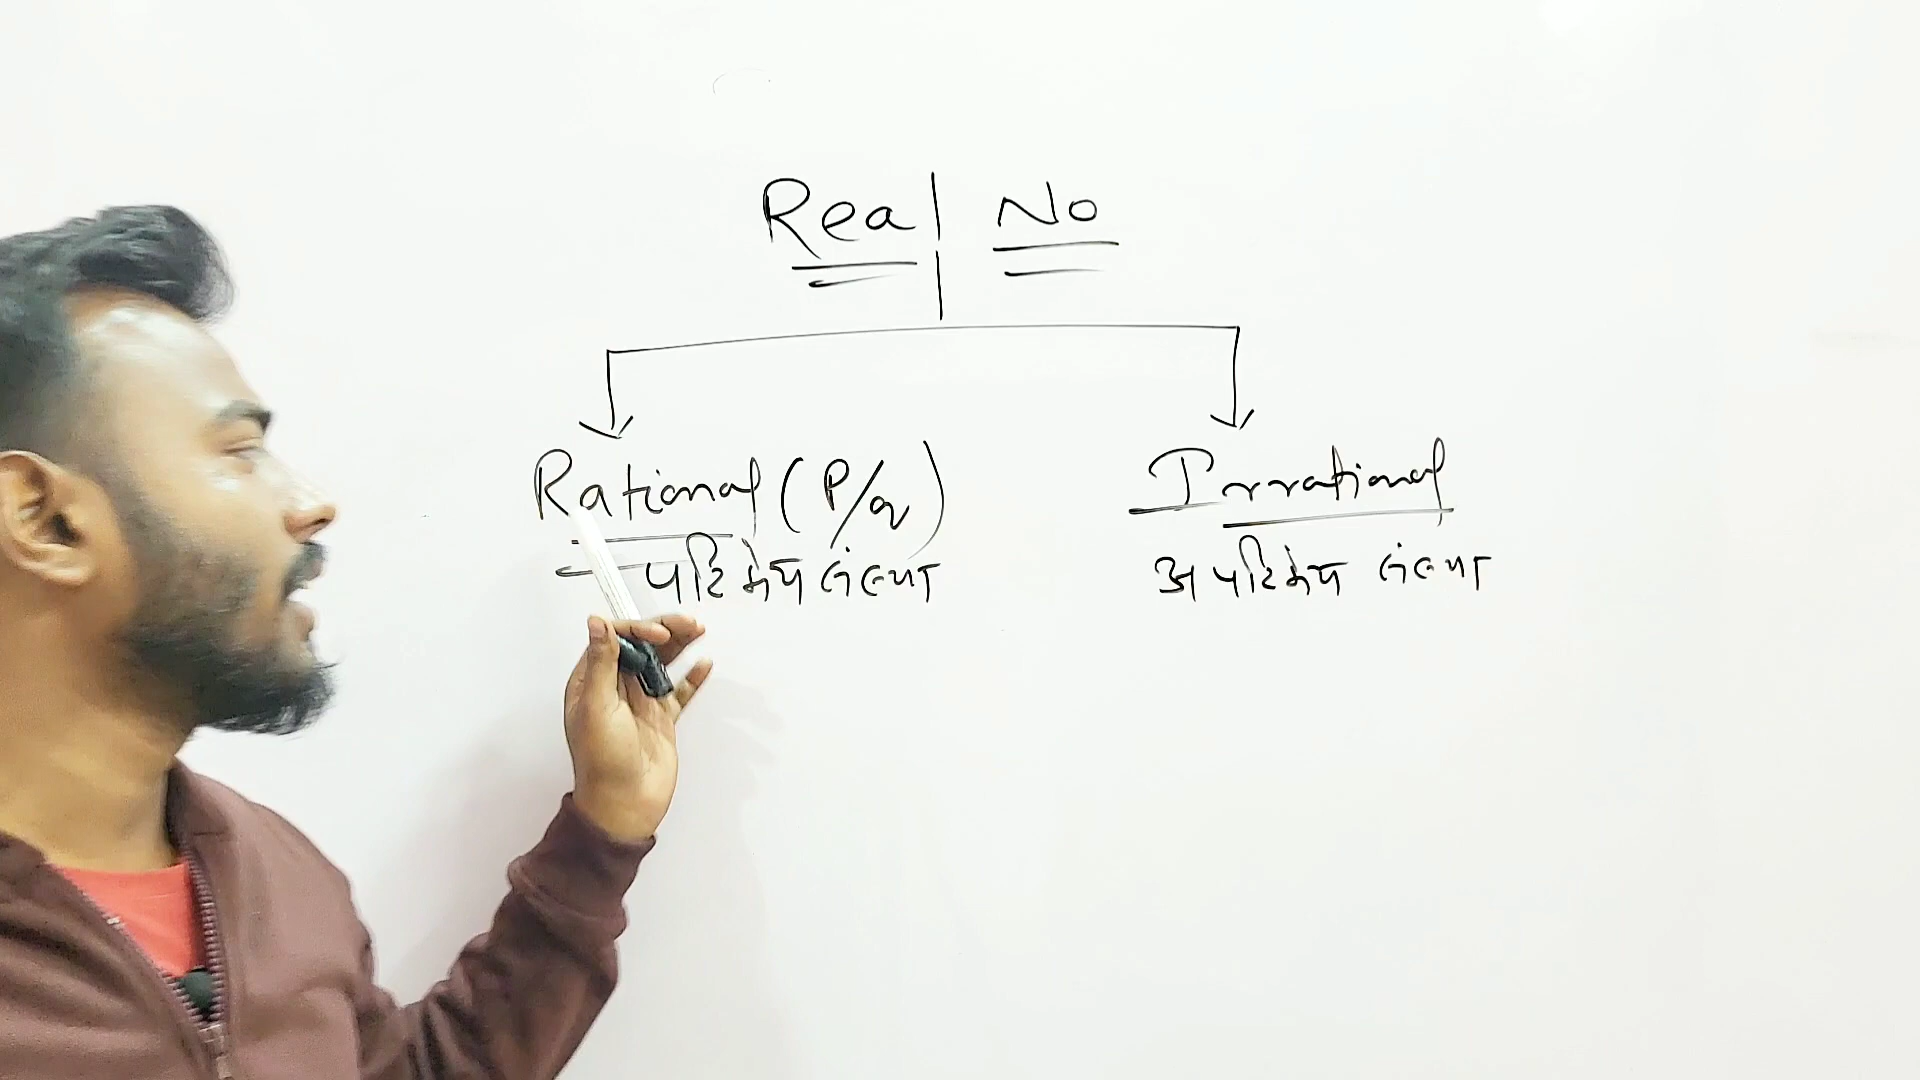 Real No
Rational (P/q)
Irrational
परिमेय संख्या
अपरिमेय संख्या